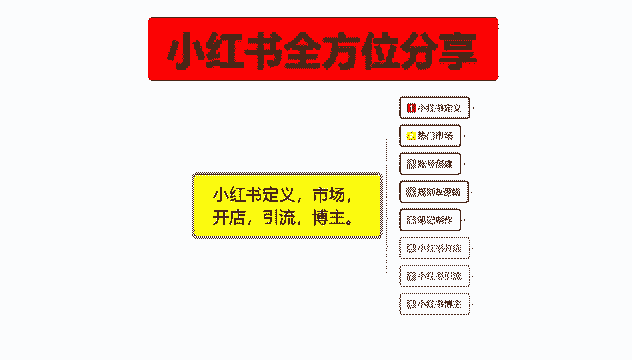 小红书全方位分享
小红书定义
热门市场
账号创建
规则&逻辑
笔记制作
小红书定义，市场，
开店，引流，博主。
小红书开店
小红书引流
小红书博主